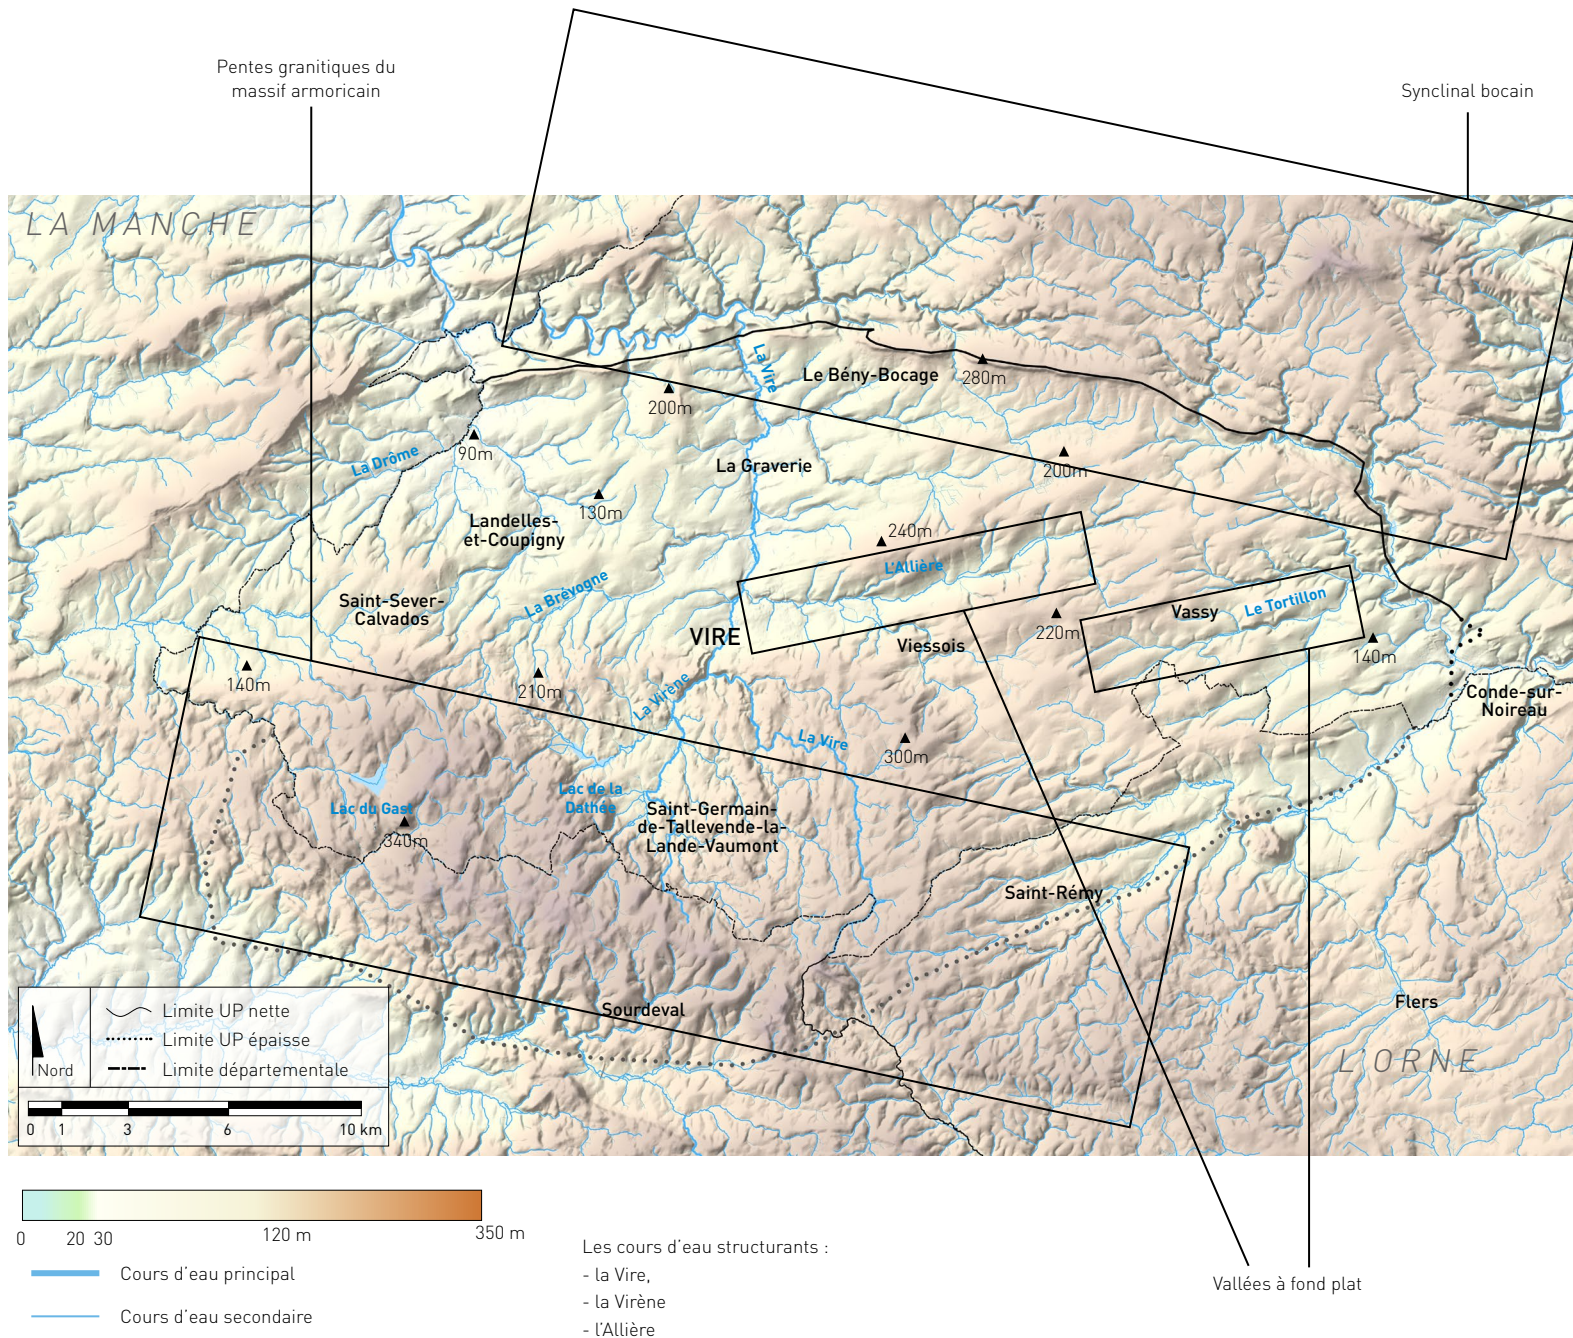 Pentes granitiques du
massif armoricain
Synclinal bocain
LA MANCHE
La Vire
Le Bény-Bocage
280m
200m
La Drôme
90m
La Graverie
200m
130m
Landelles-
et-Coupigny
240m
L'Allière
La Brévogne
Saint-Sever-
Calvados
Vassy
Le Tortillon
VIRE
220m
Viessois
140m
140m
210m
La Virène
Conde-sur-
Noireau
La Vire
300m
Lac du Gast
340m
Lac de la
Dathée
Saint-Germain-
de-Tallevende-la-
Lande-Vaumont
Saint-Rémy
Sourdeval
Flers
L'ORNE
Nord
Limite UP nette
Limite UP épaisse
Limite départementale
0 1 3 6 10 km
0 20 30 120 m 350 m
Cours d'eau principal
Cours d'eau secondaire
Les cours d'eau structurants :
- la Vire,
- la Virène
- l'Allière
Vallées à fond plat